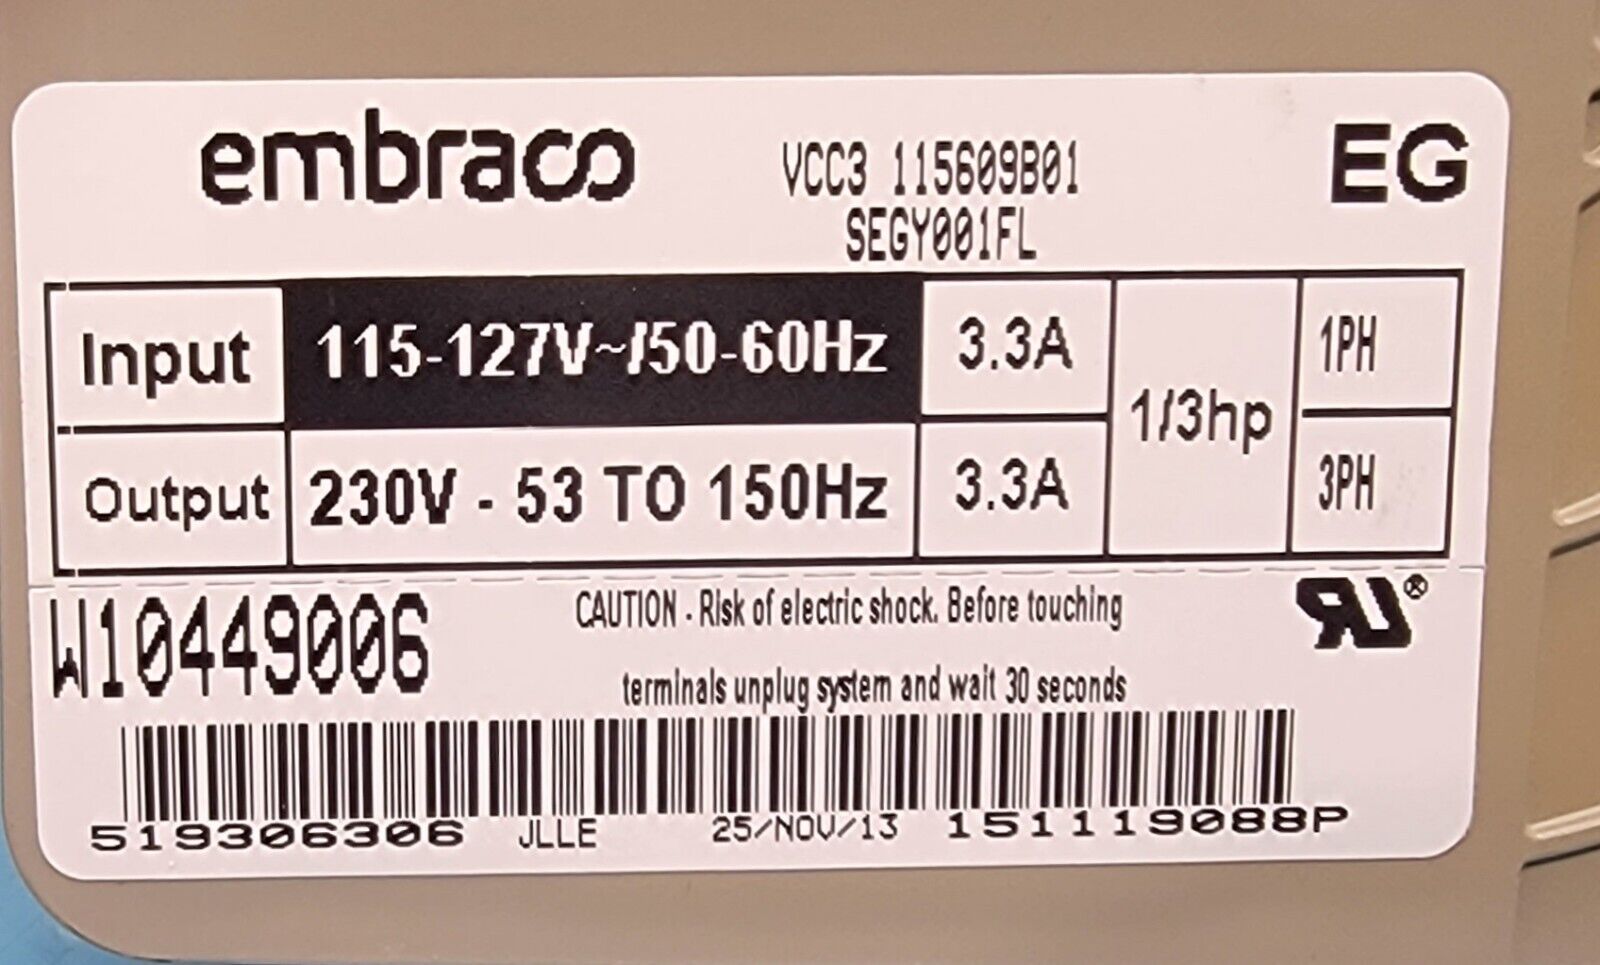 embraco
VCC3 115609B01
EG
SEGY001FL
Input 115-127V~/50-60Hz 3.3A 1/3hp 1PH
Output 230V - 53 TO 150Hz 3.3A 3PH
W10449006
CAUTION - Risk of electric shock. Before touching
terminals unplug system and wait 30 seconds
RU®
519306306 JLLE 25/NOV/13 151119088P